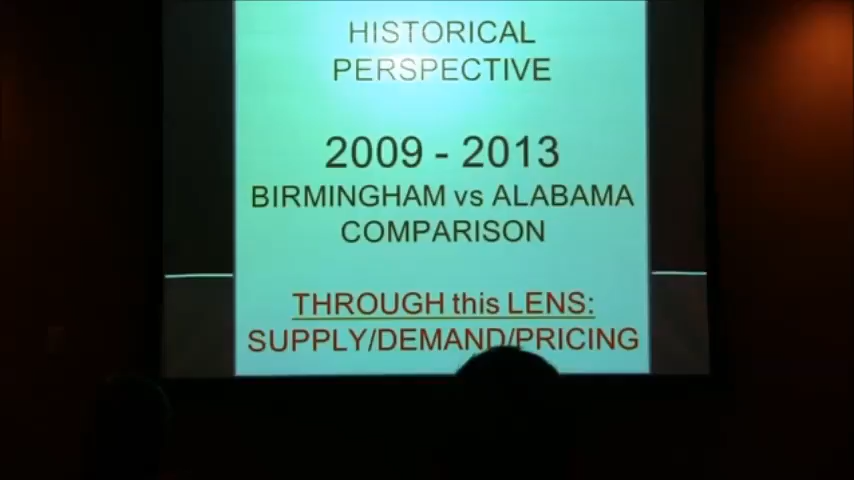 HISTORICAL
PERSPECTIVE
2009 - 2013
BIRMINGHAM vs ALABAMA
COMPARISON
THROUGH this LENS:
SUPPLY/DEMAND/PRICING